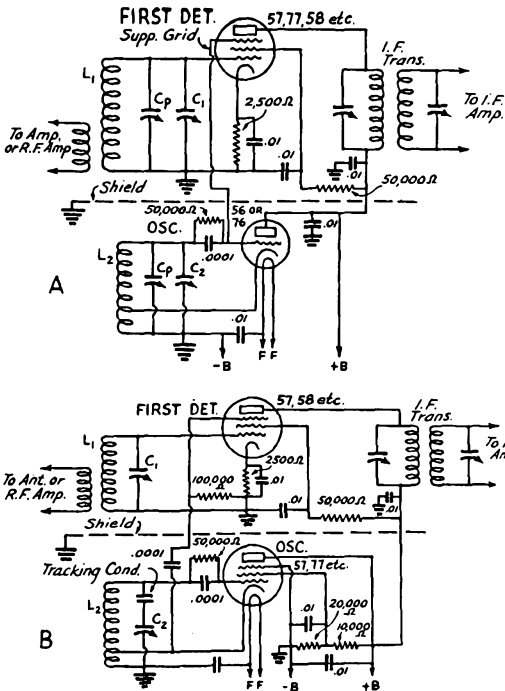 FIRST DET.
57,77,58 etc.
Supp. Grid
I.F.
Trans.
L1
CP
C1
2,500Ω
.01
To Amp.
or R.F. Amp
To I.F.
Amp.
.01
.01
50,000Ω
Shield
50,000Ω
56 OR
76
OSC.
.01
.0001
L2
A
CP
C2
.01
-B
F F
+B
FIRST DET.
57,58 etc.
I.F.
Trans.
L1
C1
To Ant. or
R.F. Amp.
100,000
Ω
2500Ω
.01
To I
Am
.01
.01
50,000Ω
Shield
.0001
50,000Ω
OSC.
57,77 etc.
Tracking Cond.
.0001
L2
C2
B
.01
20,000
Ω
10,000
Ω
.01
F F
-B
+B